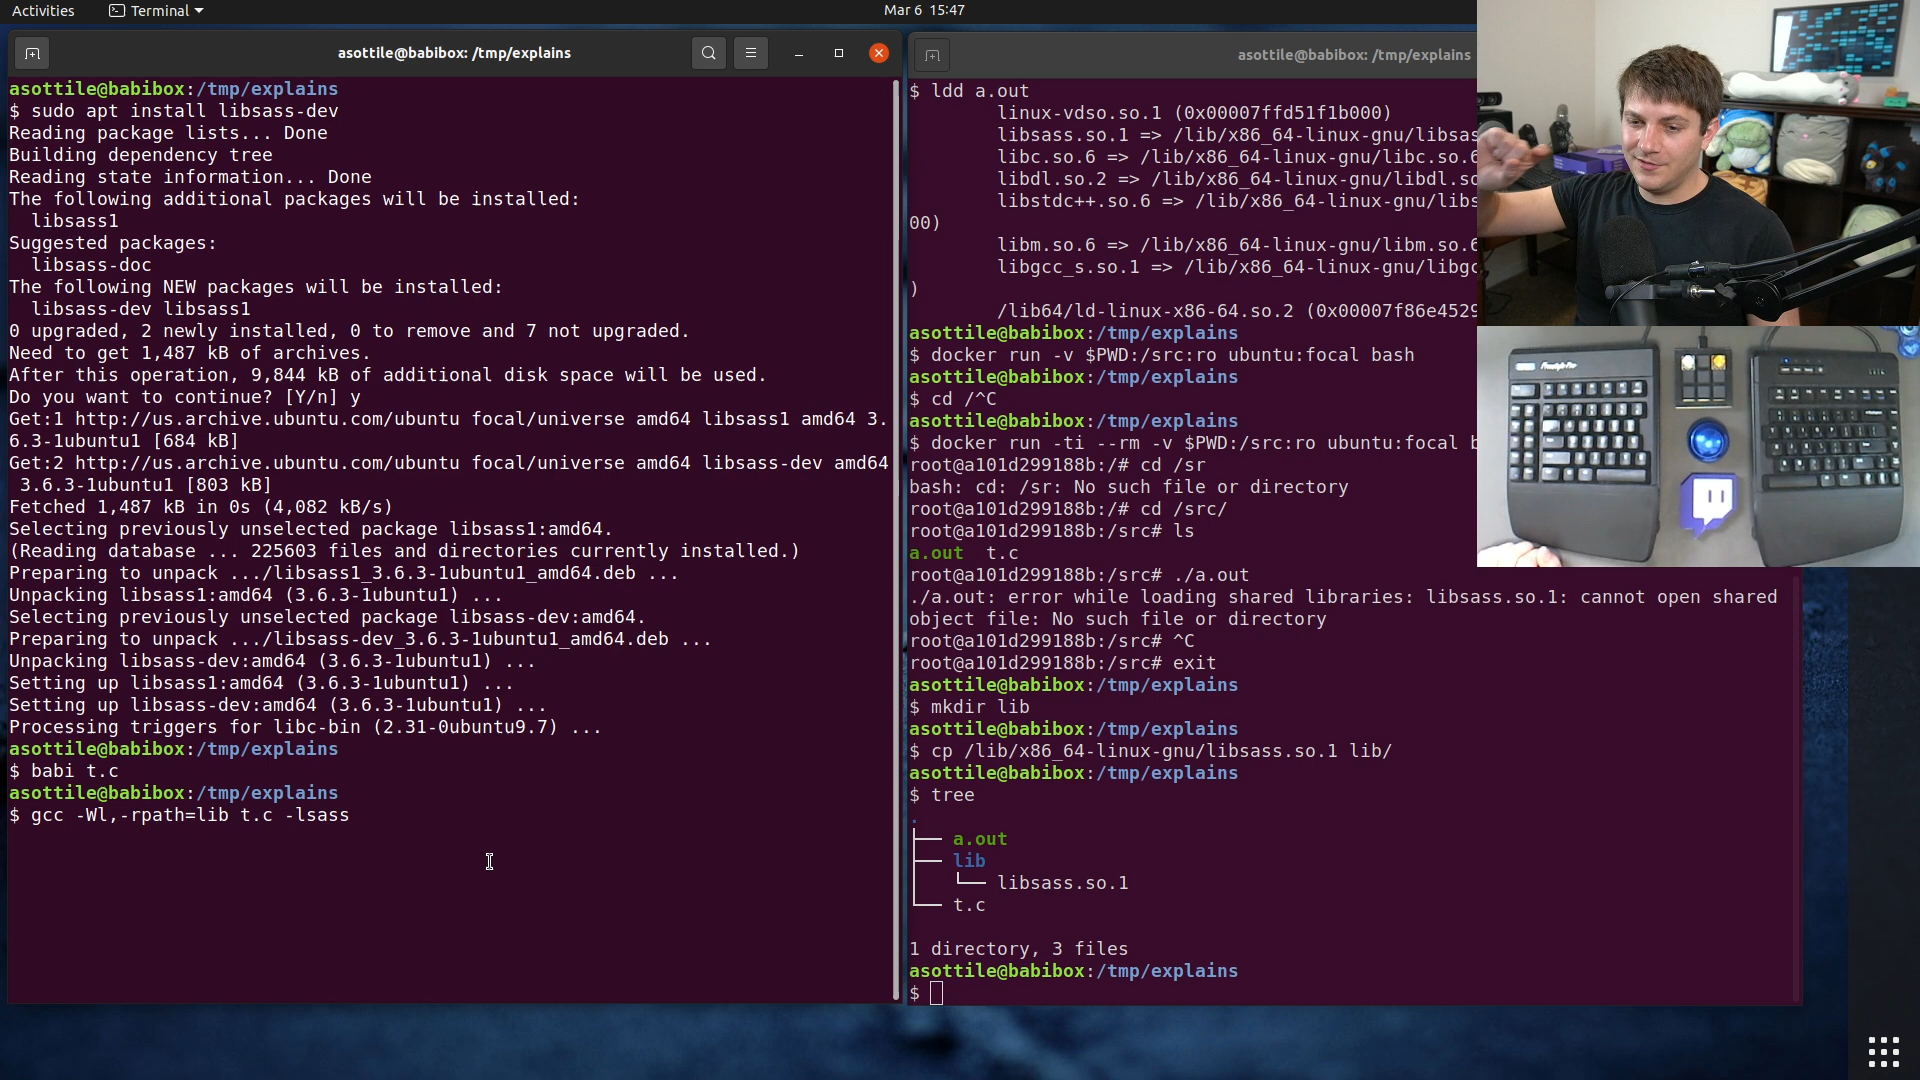 Activities
Terminal
Mar 6 15:47
asottile@babibox: /tmp/explains
asottile@babibox:/tmp/explains
$ sudo apt install libsass-dev
Reading package lists... Done
Building dependency tree
Reading state information... Done
The following additional packages will be installed:
libsass1
Suggested packages:
libsass-doc
The following NEW packages will be installed:
libsass-dev libsass1
0 upgraded, 2 newly installed, 0 to remove and 7 not upgraded.
Need to get 1,487 kB of archives.
After this operation, 9,844 kB of additional disk space will be used.
Do you want to continue? [Y/n] y
Get:1 http://us.archive.ubuntu.com/ubuntu focal/universe amd64 libsass1 amd64 3.
6.3-1ubuntu1 [684 kB]
Get:2 http://us.archive.ubuntu.com/ubuntu focal/universe amd64 libsass-dev amd64
3.6.3-1ubuntu1 [803 kB]
Fetched 1,487 kB in 0s (4,082 kB/s)
Selecting previously unselected package libsass1:amd64.
(Reading database ... 225603 files and directories currently installed.)
Preparing to unpack .../libsass1_3.6.3-1ubuntu1_amd64.deb ...
Unpacking libsass1:amd64 (3.6.3-1ubuntu1) ...
Selecting previously unselected package libsass-dev:amd64.
Preparing to unpack .../libsass-dev_3.6.3-1ubuntu1_amd64.deb ...
Unpacking libsass-dev:amd64 (3.6.3-1ubuntu1) ...
Setting up libsass1:amd64 (3.6.3-1ubuntu1) ...
Setting up libsass-dev:amd64 (3.6.3-1ubuntu1) ...
Processing triggers for libc-bin (2.31-0ubuntu9.7) ...
asottile@babibox:/tmp/explains
$ babi t.c
asottile@babibox:/tmp/explains
$ gcc -Wl,-rpath=lib t.c -lsass
asottile@babibox: /tmp/explains
$ ldd a.out
linux-vdso.so.1 (0x00007ffd51f1b000)
libsass.so.1 => /lib/x86_64-linux-gnu/libsas
libc.so.6 => /lib/x86_64-linux-gnu/libc.so.6
libdl.so.2 => /lib/x86_64-linux-gnu/libdl.so
libstdc++.so.6 => /lib/x86_64-linux-gnu/libs
00)
libm.so.6 => /lib/x86_64-linux-gnu/libm.so.6
libgcc_s.so.1 => /lib/x86_64-linux-gnu/libgc
)
/lib64/ld-linux-x86-64.so.2 (0x00007f86e4529
asottile@babibox:/tmp/explains
$ docker run -v $PWD:/src:ro ubuntu:focal bash
asottile@babibox:/tmp/explains
$ cd /^C
asottile@babibox:/tmp/explains
$ docker run -ti --rm -v $PWD:/src:ro ubuntu:focal b
root@a101d299188b:/# cd /sr
bash: cd: /sr: No such file or directory
root@a101d299188b:/# cd /src/
root@a101d299188b:/src# ls
a.out t.c
root@a101d299188b:/src# ./a.out
./a.out: error while loading shared libraries: libsass.so.1: cannot open shared
object file: No such file or directory
root@a101d299188b:/src# ^C
root@a101d299188b:/src# exit
asottile@babibox:/tmp/explains
$ mkdir lib
asottile@babibox:/tmp/explains
$ cp /lib/x86_64-linux-gnu/libsass.so.1 lib/
asottile@babibox:/tmp/explains
$ tree
.
├── a.out
├── lib
│   └── libsass.so.1
└── t.c
1 directory, 3 files
asottile@babibox:/tmp/explains
$
Freestyle Pro